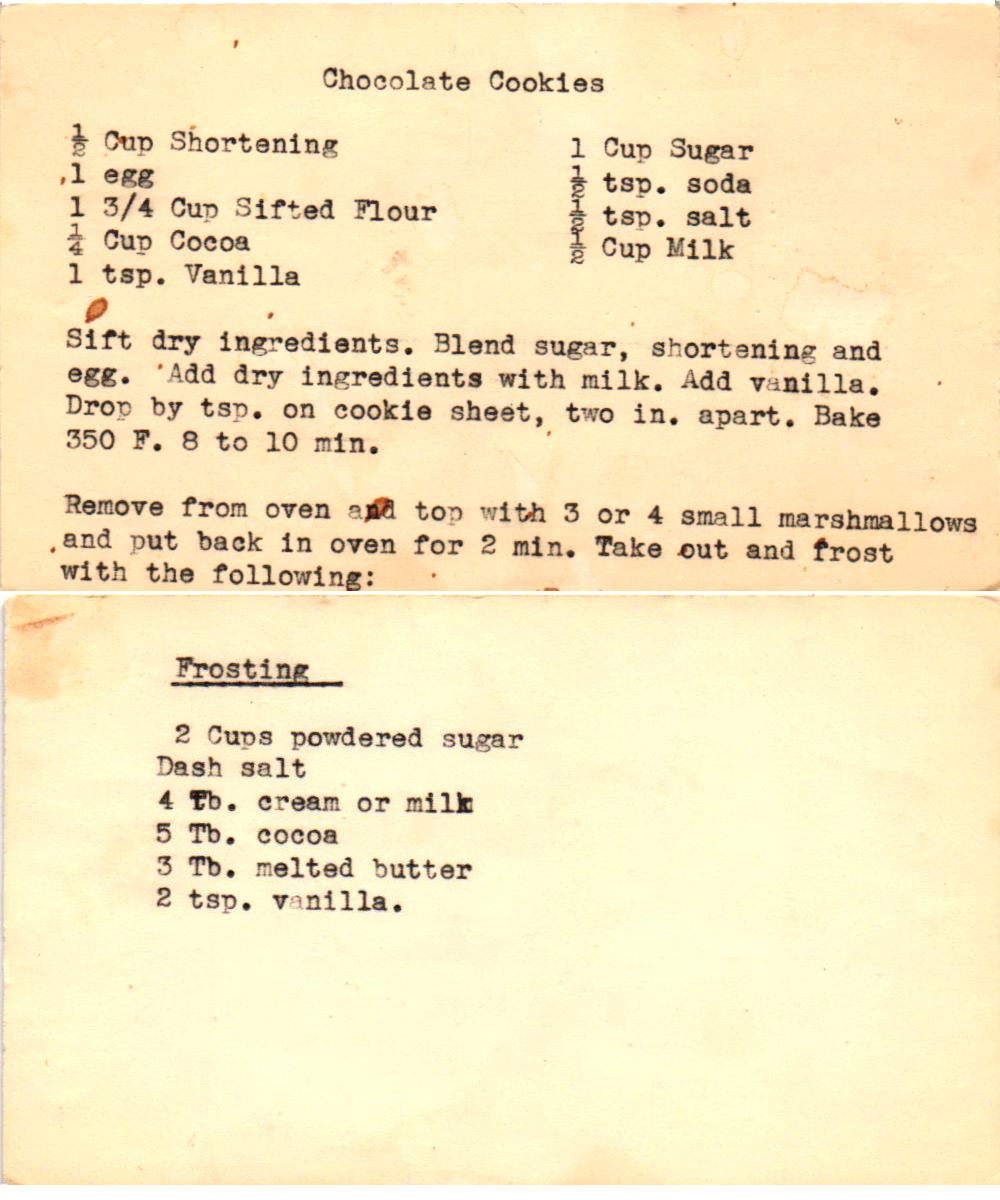 Chocolate Cookies
½ Cup Shortening 1 Cup Sugar
1 egg ½ tsp. soda
1 3/4 Cup Sifted Flour ½ tsp. salt
¼ Cup Cocoa ½ Cup Milk
1 tsp. Vanilla
Sift dry ingredients. Blend sugar, shortening and
egg. Add dry ingredients with milk. Add vanilla.
Drop by tsp. on cookie sheet, two in. apart. Bake
350 F. 8 to 10 min.
Remove from oven and top with 3 or 4 small marshmallows
and put back in oven for 2 min. Take out and frost
with the following:
Frosting
2 Cups powdered sugar
Dash salt
4 Tb. cream or milk
5 Tb. cocoa
3 Tb. melted butter
2 tsp. vanilla.